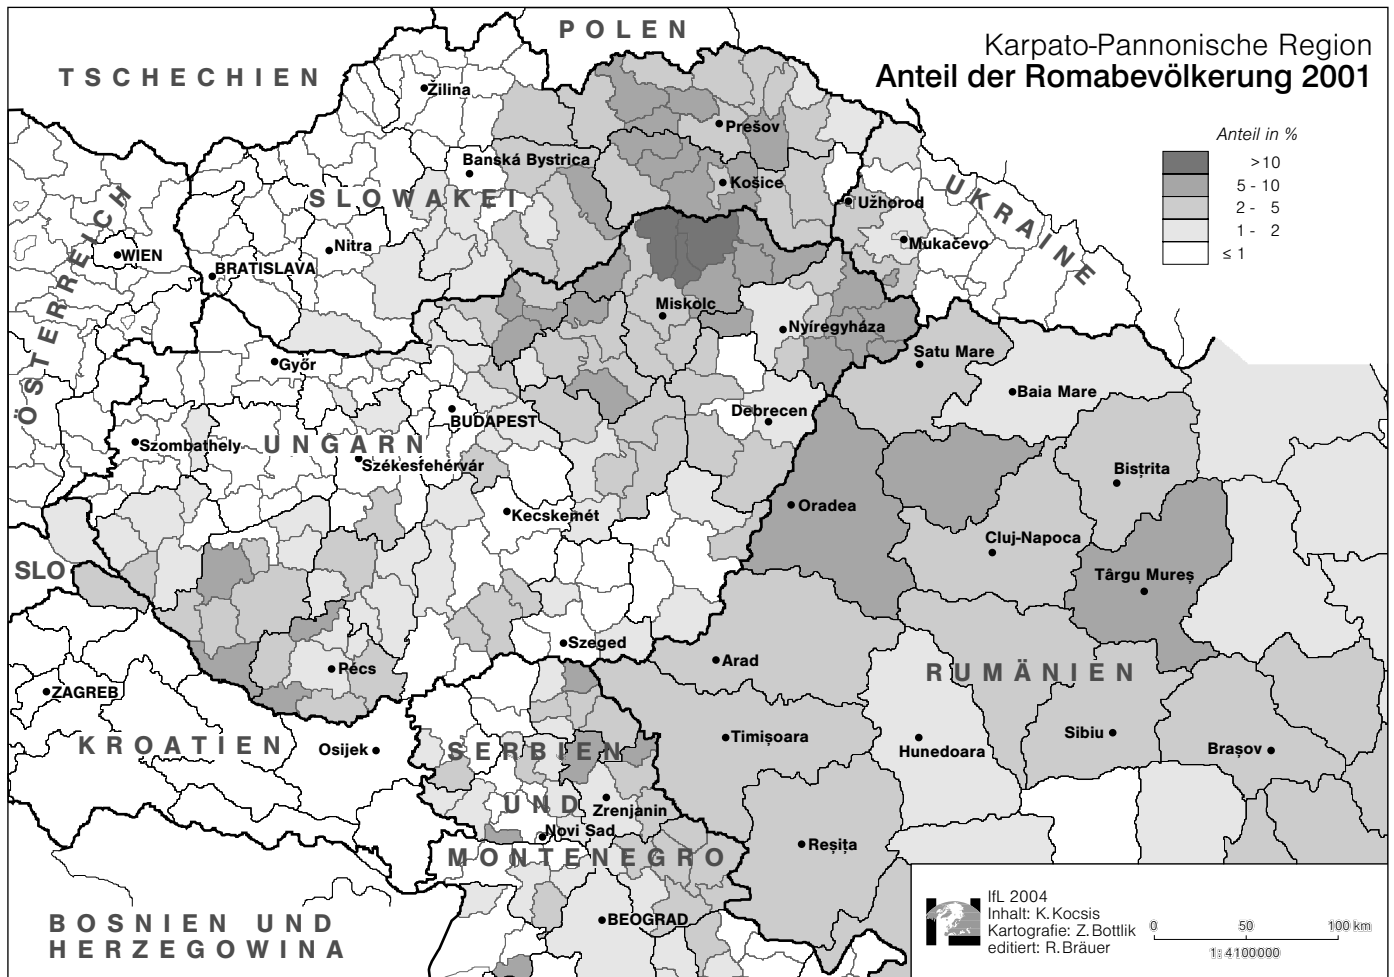 Karpato-Pannonische Region
Anteil der Romabevölkerung 2001
Anteil in %
>10
5 - 10
2 - 5
1 - 2
≤ 1
POLEN
TSCHECHIEN
Žilina
Prešov
Banská Bystrica
Košice
SLOWAKEI
UKRAINE
Užhorod
Mukačevo
ÖSTERREICH
WIEN
Nitra
BRATISLAVA
Miskolc
Nyíregyháza
Satu Mare
Győr
Baia Mare
BUDAPEST
Debrecen
Szombathely
UNGARN
Székesfehérvár
Bistrița
Oradea
Kecskemét
Cluj-Napoca
SLO
Târgu Mureș
Szeged
Arad
Pécs
RUMÄNIEN
ZAGREB
KROATIEN
Osijek
SERBIEN
Timișoara
Hunedoara
Sibiu
Brașov
UND
Zrenjanin
Novi Sad
MONTENEGRO
Reșița
BEOGRAD
BOSNIEN UND
HERZEGOWINA
IfL 2004
Inhalt: K. Kocsis
Kartografie: Z. Bottlik
editiert: R. Bräuer
0 50 100 km
1: 4100000